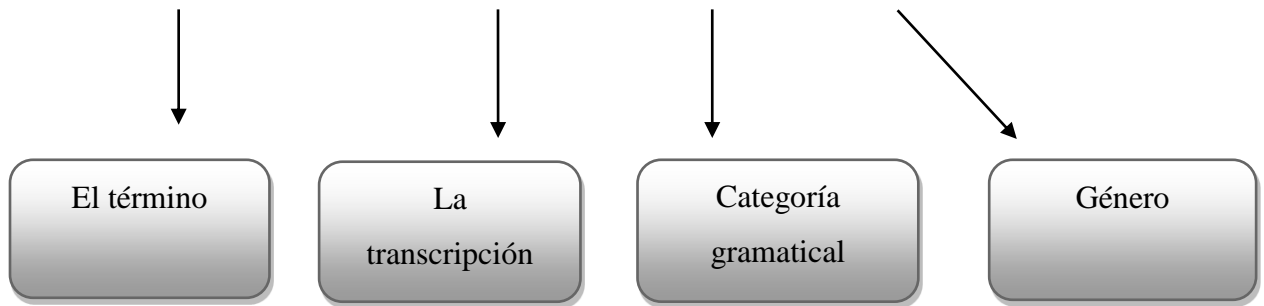 El término
La
transcripción
Categoría
gramatical
Género